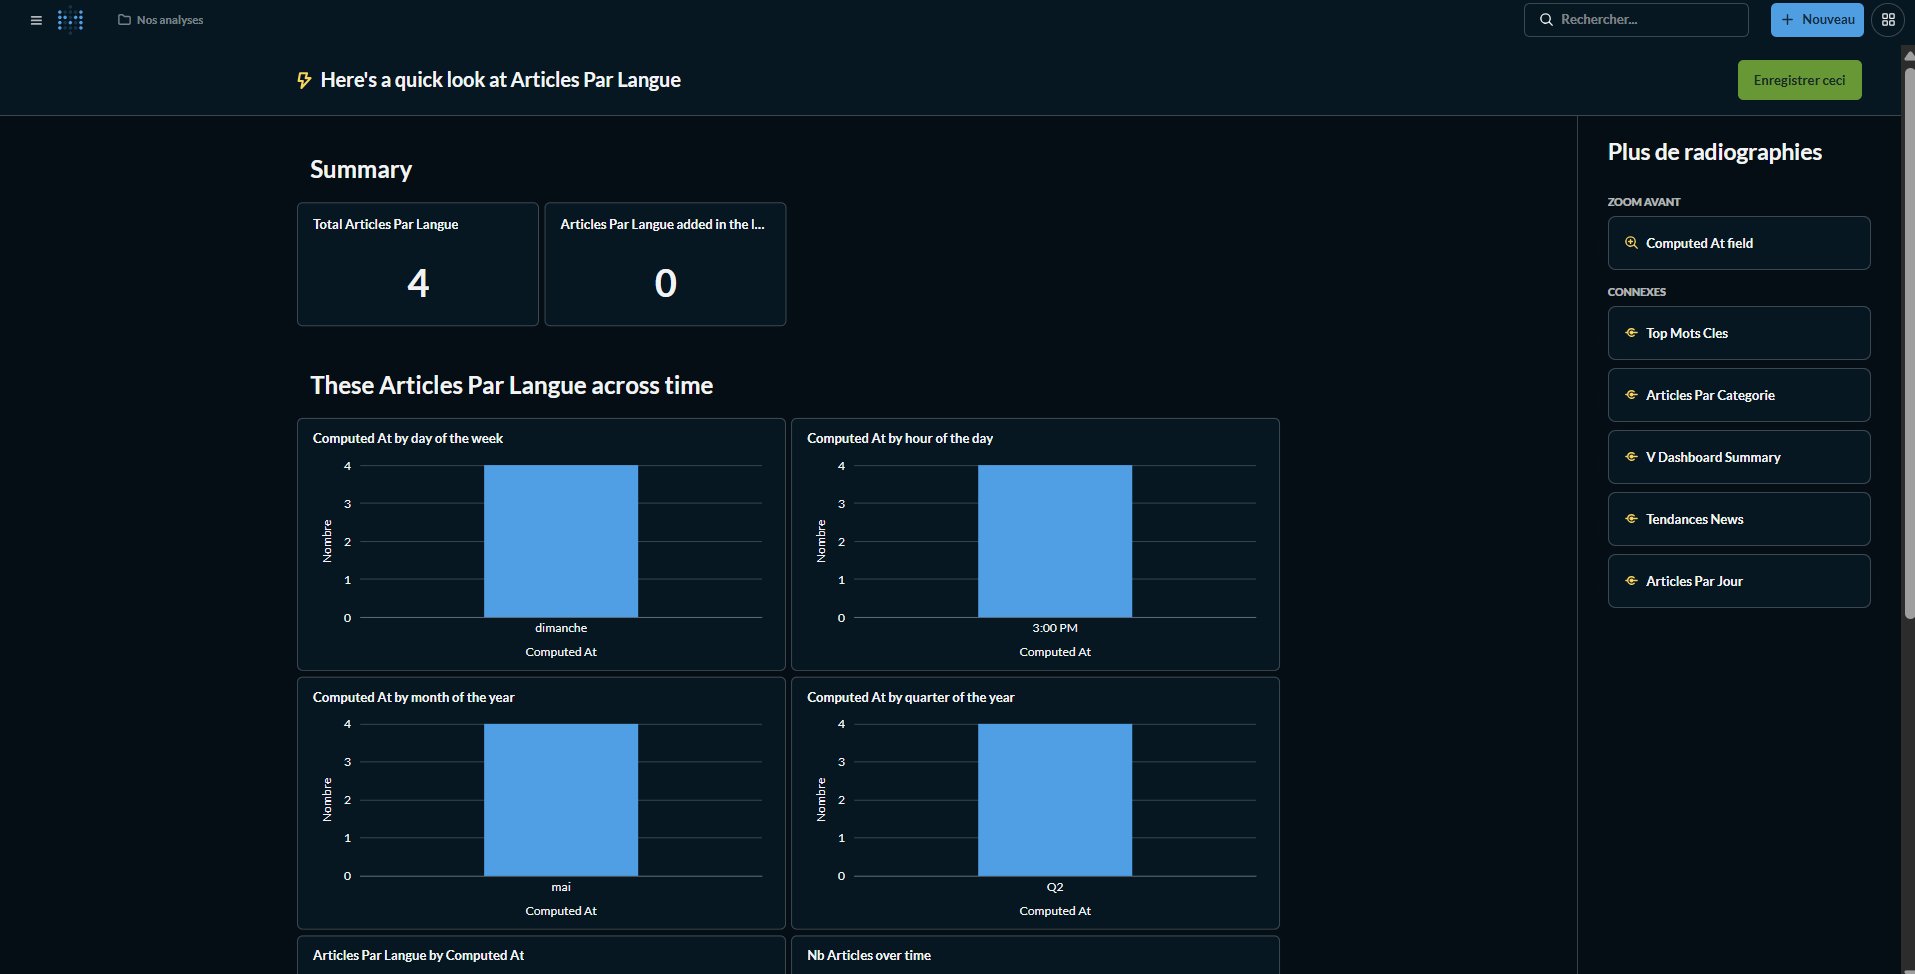 Nos analyses
Rechercher...
+ Nouveau
Here's a quick look at Articles Par Langue
Enregistrer ceci
Summary
Total Articles Par Langue
4
Articles Par Langue added in the l...
0
These Articles Par Langue across time
Computed At by day of the week
4
3
2
1
0
Nombre
dimanche
Computed At
Computed At by hour of the day
4
3
2
1
0
Nombre
3:00 PM
Computed At
Computed At by month of the year
4
3
2
1
0
Nombre
mai
Computed At
Computed At by quarter of the year
4
3
2
1
0
Nombre
Q2
Computed At
Articles Par Langue by Computed At
Nb Articles over time
Plus de radiographies
ZOOM AVANT
Computed At field
CONNEXES
Top Mots Cles
Articles Par Categorie
V Dashboard Summary
Tendances News
Articles Par Jour